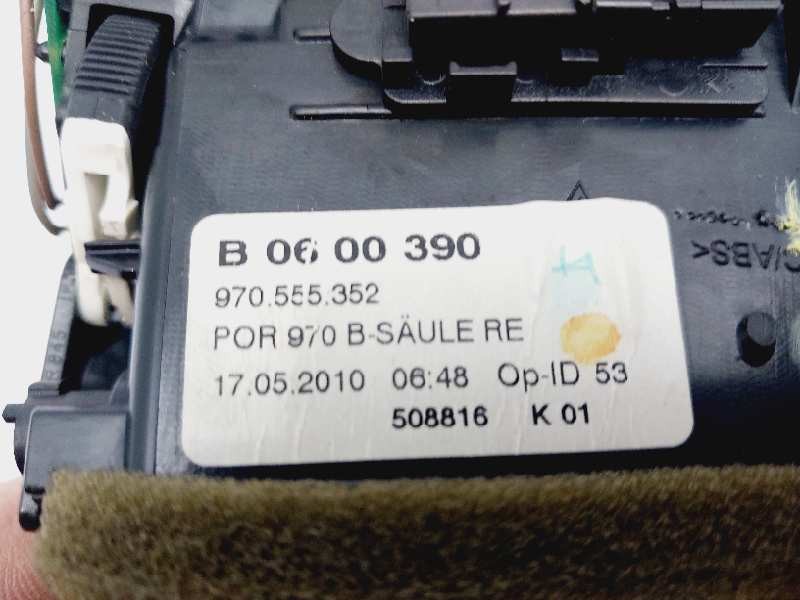 B 06 00 390
970.555.352
POR 970 B-SÄULE RE
17.05.2010 06:48 Op-ID 53
508816 K 01
/ABS<